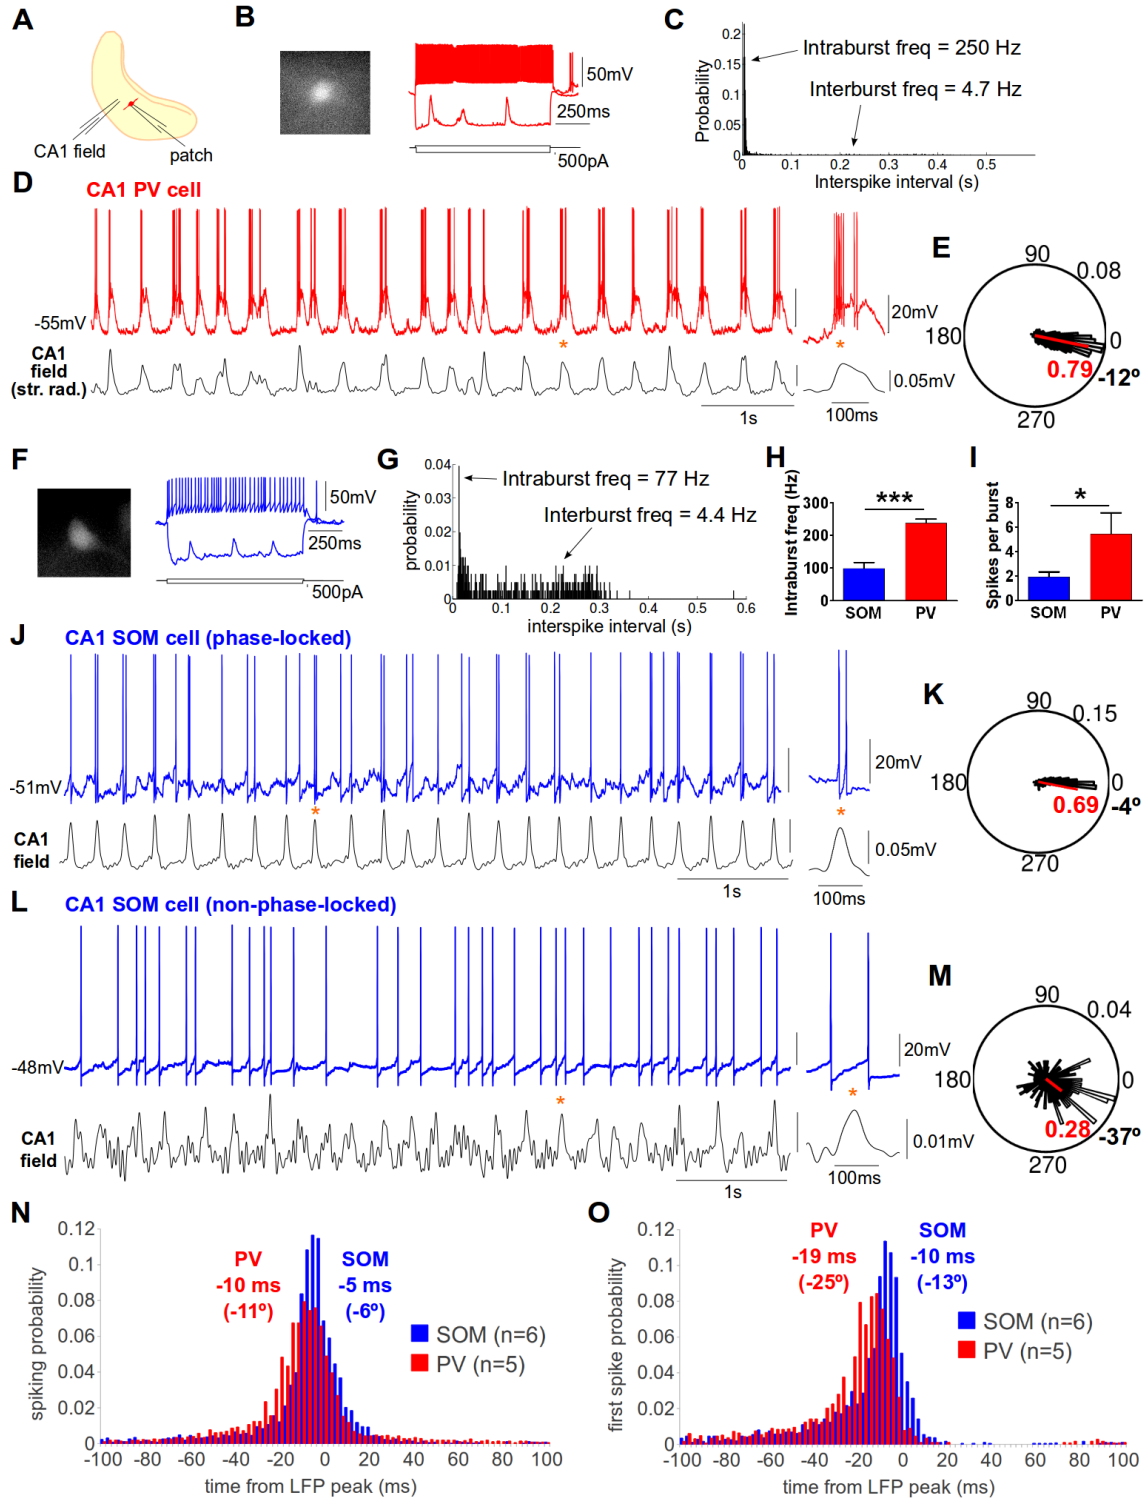 A
CA1 field
patch
B
50mV
250ms
500pA
C
0.2
0.15
0.1
0.05
0
Probability
Intraburst freq = 250 Hz
Interburst freq = 4.7 Hz
0.1
0.2
0.3
0.4
0.5
Interspike interval (s)
D
CA1 PV cell
-55mV
CA1
field
(str. rad.)
*
*
20mV
0.05mV
1s
100ms
E
90
0.08
180
0
0.79
-12º
270
F
50mV
250ms
500pA
G
0.04
0.03
0.02
0.01
0
probability
Intraburst freq = 77 Hz
Interburst freq = 4.4 Hz
0
0.1
0.2
0.3
0.4
0.5
0.6
interspike interval (s)
H
Intraburst freq (Hz)
300
200
100
0
***
SOM
PV
I
Spikes per burst
8
6
4
2
0
*
SOM
PV
J
CA1 SOM cell (phase-locked)
-51mV
CA1
field
*
*
20mV
0.05mV
1s
100ms
K
90
0.15
180
0
0.69
-4º
270
L
CA1 SOM cell (non-phase-locked)
-48mV
CA1
field
*
*
20mV
0.01mV
1s
100ms
M
90
0.04
180
0
0.28
-37º
270
N
0.12
0.1
0.08
0.06
0.04
0.02
0
spiking probability
PV
-10 ms
(-11º)
SOM
-5 ms
(-6º)
SOM (n=6)
PV (n=5)
-100
-80
-60
-40
-20
0
20
40
60
80
100
time from LFP peak (ms)
O
0.12
0.1
0.08
0.06
0.04
0.02
0
first spike probability
PV
-19 ms
(-25º)
SOM
-10 ms
(-13º)
SOM (n=6)
PV (n=5)
-100
-80
-60
-40
-20
0
20
40
60
80
100
time from LFP peak (ms)